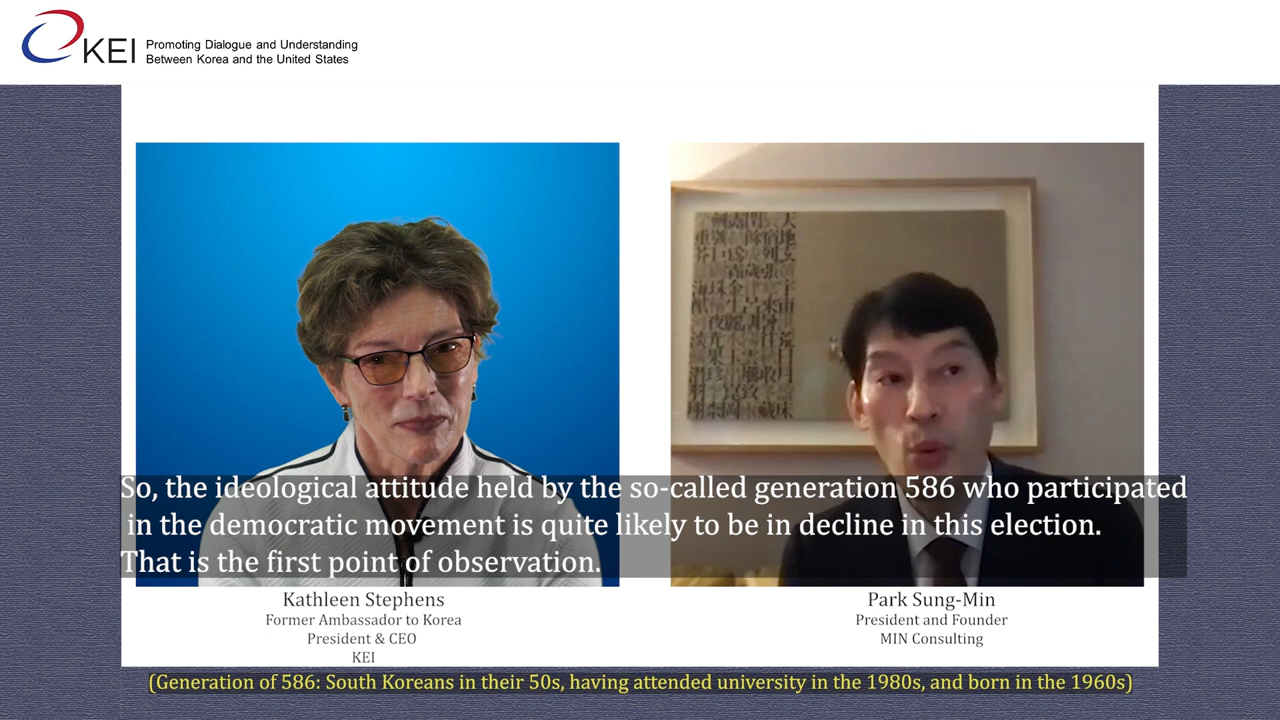 KEI
Promoting Dialogue and Understanding
Between Korea and the United States
So, the ideological attitude held by the so-called generation 586 who participated
in the democratic movement is quite likely to be in decline in this election.
That is the first point of observation.
Kathleen Stephens
Former Ambassador to Korea
President & CEO
KEI
Park Sung-Min
President and Founder
MIN Consulting
(Generation of 586: South Koreans in their 50s, having attended university in the 1980s, and born in the 1960s)